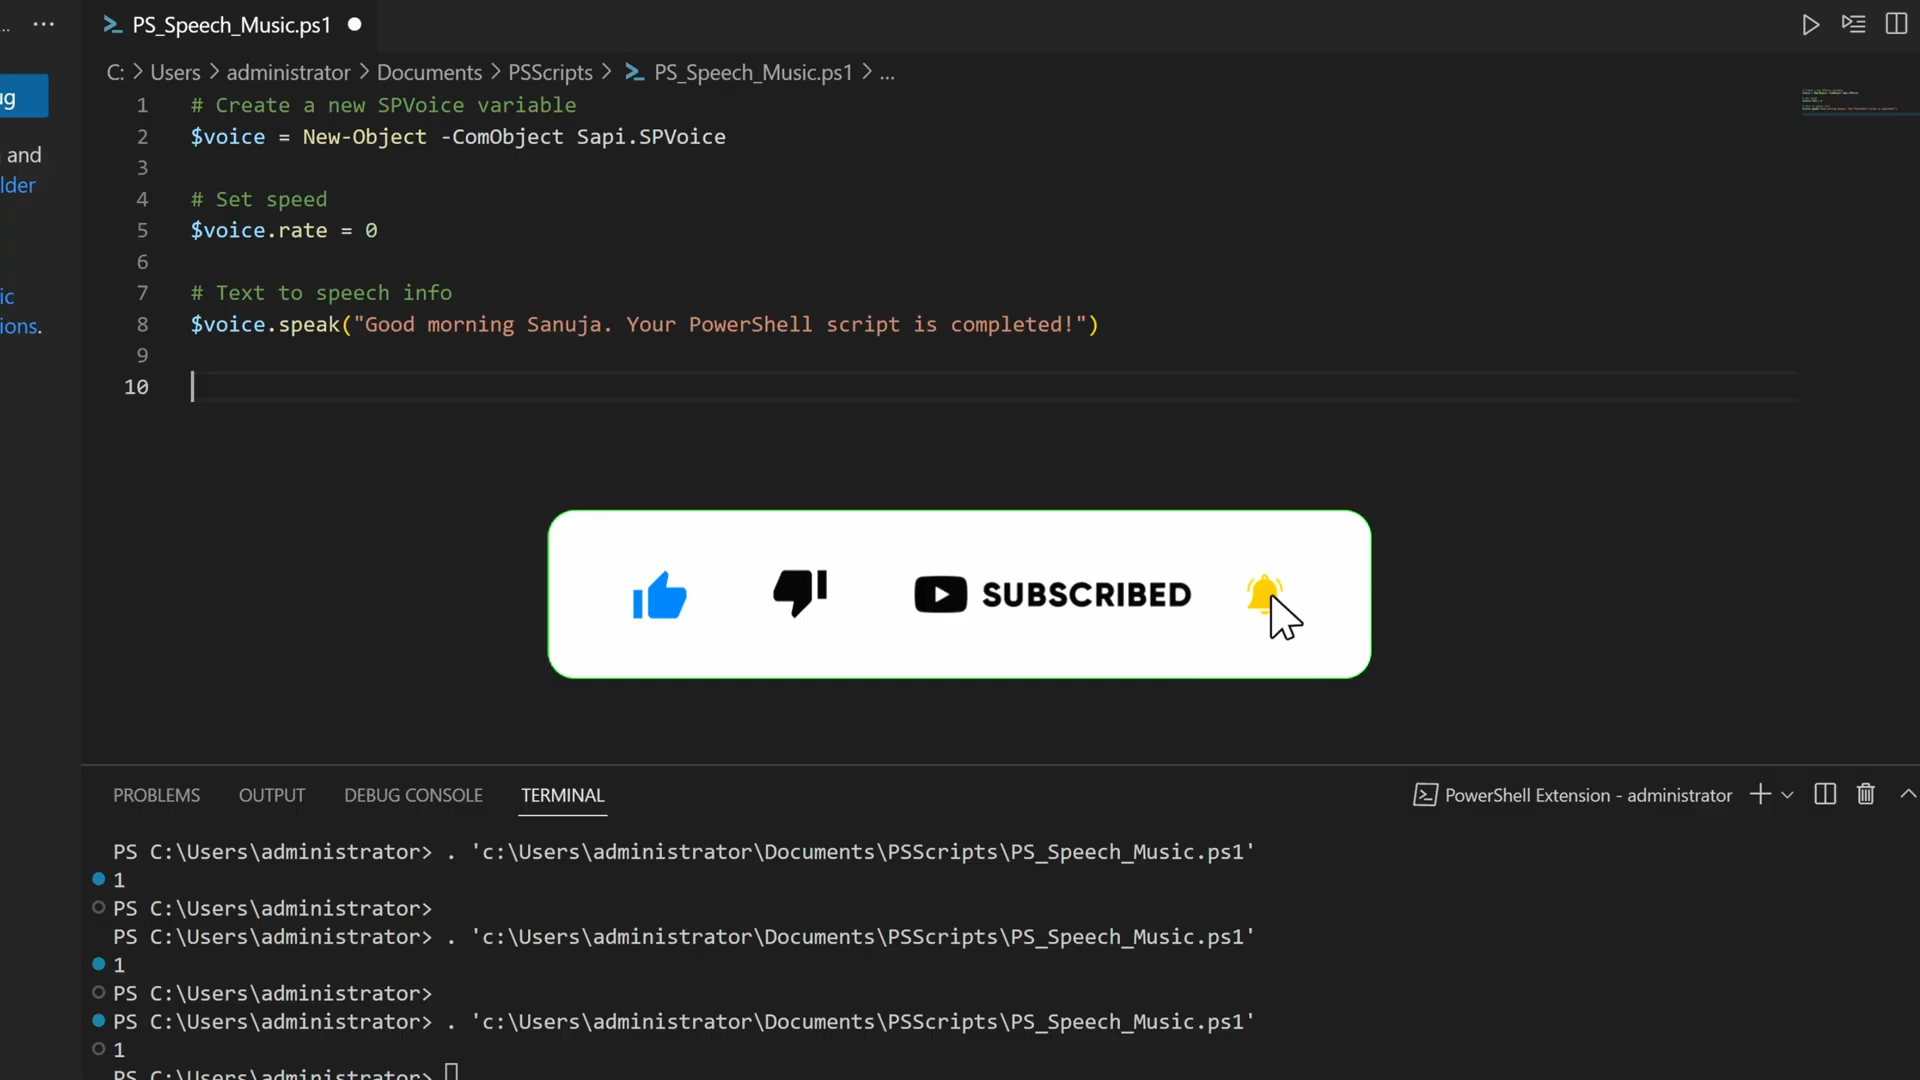 ... PS_Speech_Music.ps1
C: > Users > administrator > Documents > PSScripts > PS_Speech_Music.ps1 > ...
ug
and
lder
ic
ions.
1 # Create a new SPVoice variable
2 $voice = New-Object -ComObject Sapi.SPVoice
3
4 # Set speed
5 $voice.rate = 0
6
7 # Text to speech info
8 $voice.speak("Good morning Sanuja. Your PowerShell script is completed!")
9
10
SUBSCRIBED
PROBLEMS OUTPUT DEBUG CONSOLE TERMINAL PowerShell Extension - administrator
PS C:\Users\administrator> . 'c:\Users\administrator\Documents\PSScripts\PS_Speech_Music.ps1'
1
PS C:\Users\administrator>
PS C:\Users\administrator> . 'c:\Users\administrator\Documents\PSScripts\PS_Speech_Music.ps1'
1
PS C:\Users\administrator>
PS C:\Users\administrator> . 'c:\Users\administrator\Documents\PSScripts\PS_Speech_Music.ps1'
1
PS C:\Users\administrator>